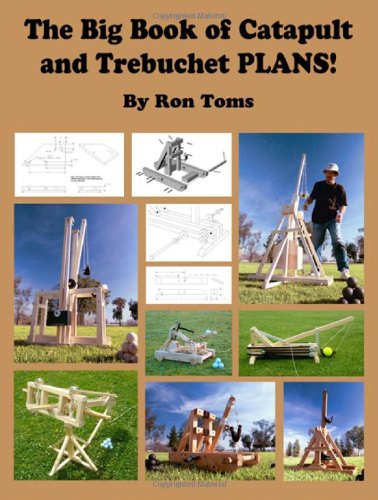 The Big Book of Catapult
and Trebuchet PLANS!
By Ron Toms